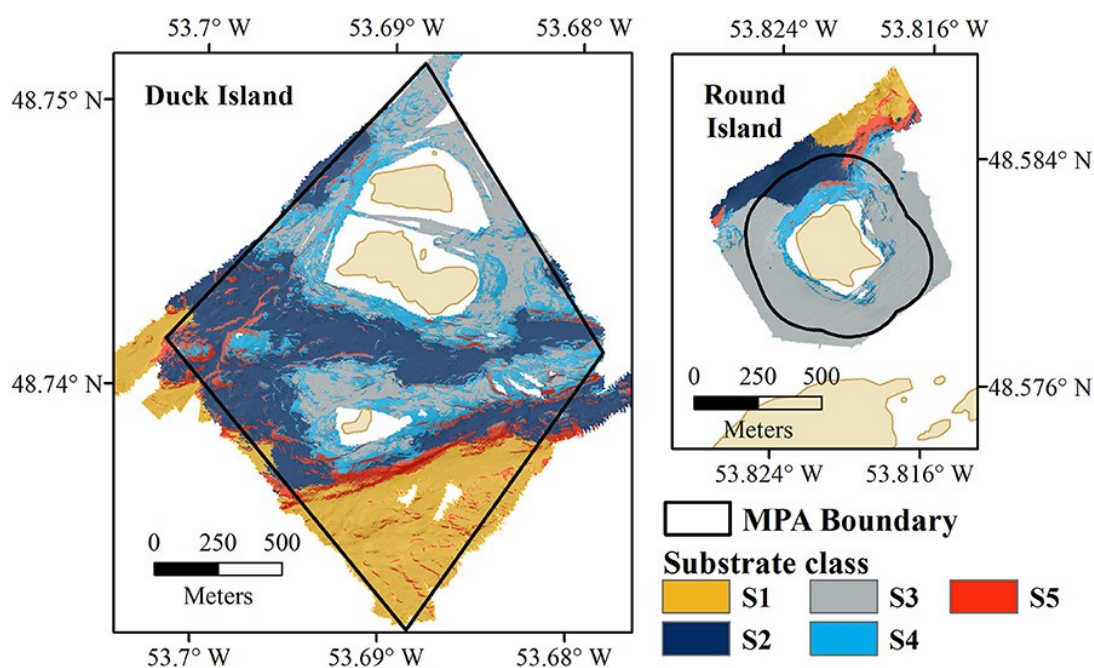 53.7° W 53.69° W 53.68° W
48.75° N
48.74° N
Duck Island
0 250 500
Meters
53.7° W 53.69° W 53.68° W
53.824° W 53.816° W
Round
Island
48.584° N
48.576° N
0 250 500
Meters
53.824° W 53.816° W
MPA Boundary
Substrate class
S1 S3 S5
S2 S4